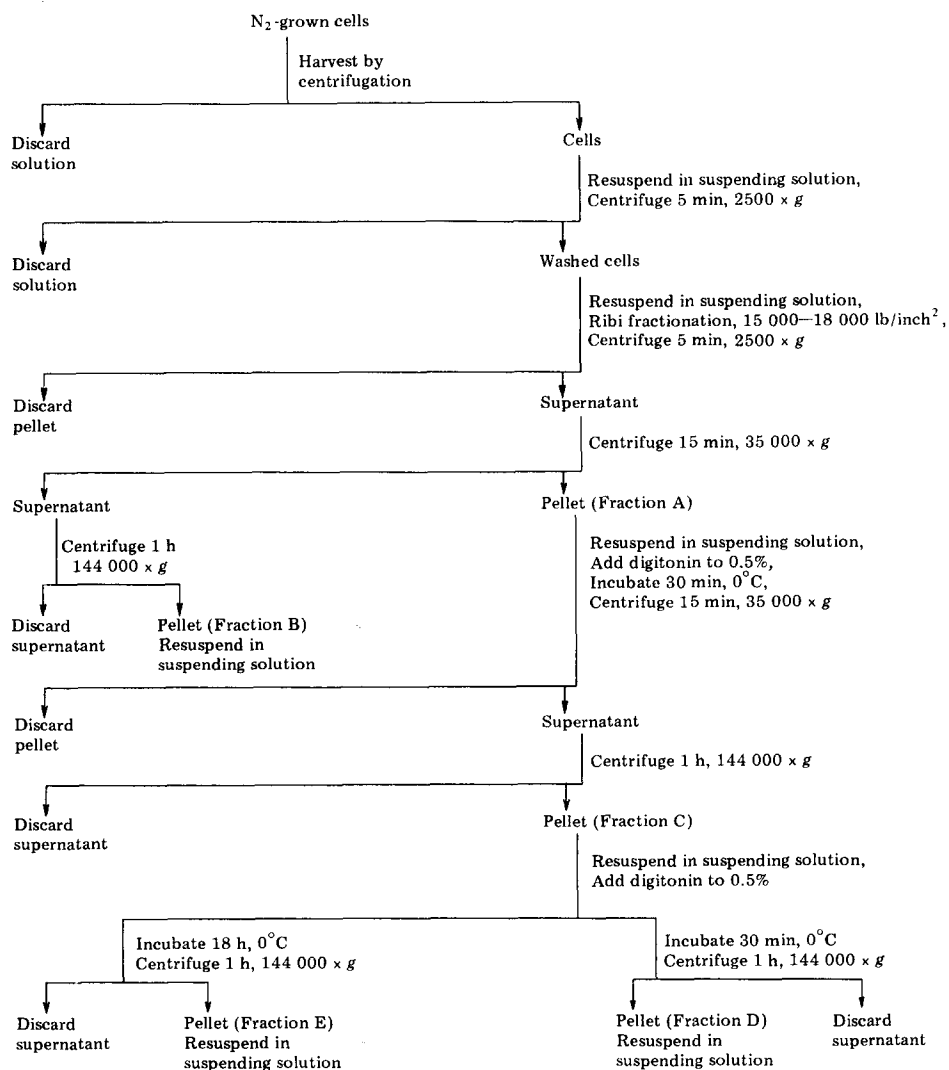 N₂-grown cells
Harvest by
centrifugation
Discard
solution
Cells
Resuspend in suspending solution,
Centrifuge 5 min, 2500 × g
Discard
solution
Washed cells
Resuspend in suspending solution,
Ribi fractionation, 15 000—18 000 lb/inch²,
Centrifuge 5 min, 2500 × g
Discard
pellet
Supernatant
Centrifuge 15 min, 35 000 × g
Supernatant
Pellet (Fraction A)
Centrifuge 1 h
144 000 × g
Resuspend in suspending solution,
Add digitonin to 0.5%,
Incubate 30 min, 0°C,
Centrifuge 15 min, 35 000 × g
Discard
supernatant
Pellet (Fraction B)
Resuspend in
suspending solution
Discard
pellet
Supernatant
Centrifuge 1 h, 144 000 × g
Discard
supernatant
Pellet (Fraction C)
Resuspend in suspending solution,
Add digitonin to 0.5%
Incubate 18 h, 0°C
Centrifuge 1 h, 144 000 × g
Incubate 30 min, 0°C
Centrifuge 1 h, 144 000 × g
Discard
supernatant
Pellet (Fraction E)
Resuspend in
suspending solution
Pellet (Fraction D)
Resuspend in
suspending solution
Discard
supernatant